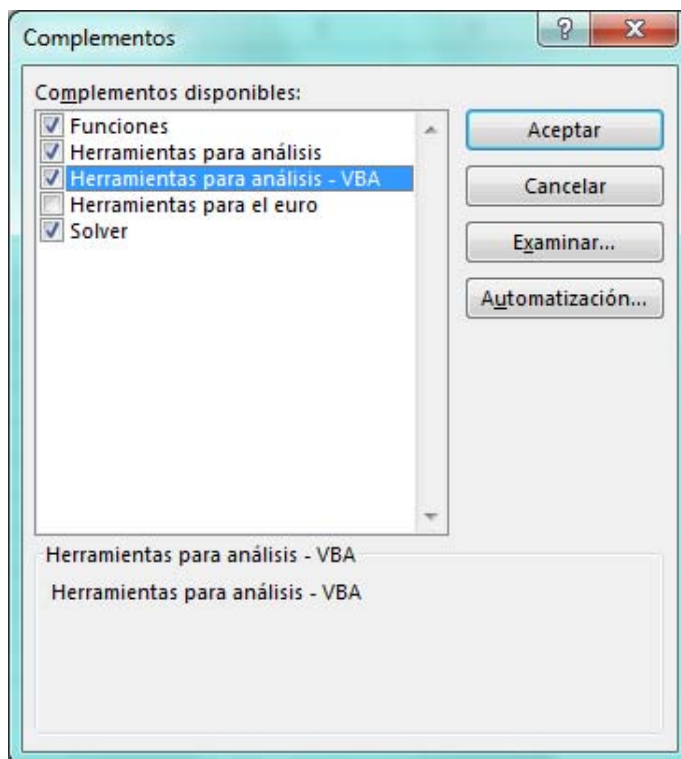 Complementos
?
X
Complementos disponibles:
Funciones
Herramientas para análisis
Herramientas para análisis - VBA
Herramientas para el euro
Solver
Aceptar
Cancelar
Examinar...
Automatización...
Herramientas para análisis - VBA
Herramientas para análisis - VBA